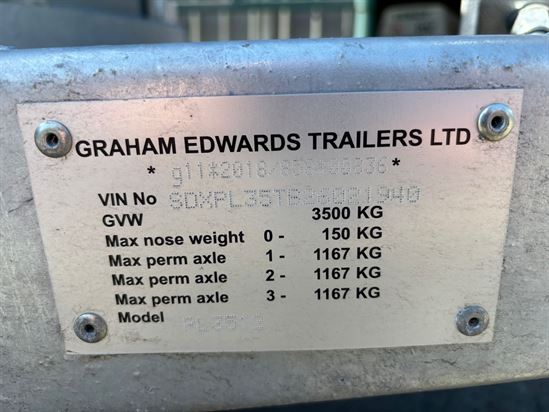 GRAHAM EDWARDS TRAILERS LTD
VIN No
GVW 3500 KG
Max nose weight 0 - 150 KG
Max perm axle 1 - 1167 KG
Max perm axle 2 - 1167 KG
Max perm axle 3 - 1167 KG
Model